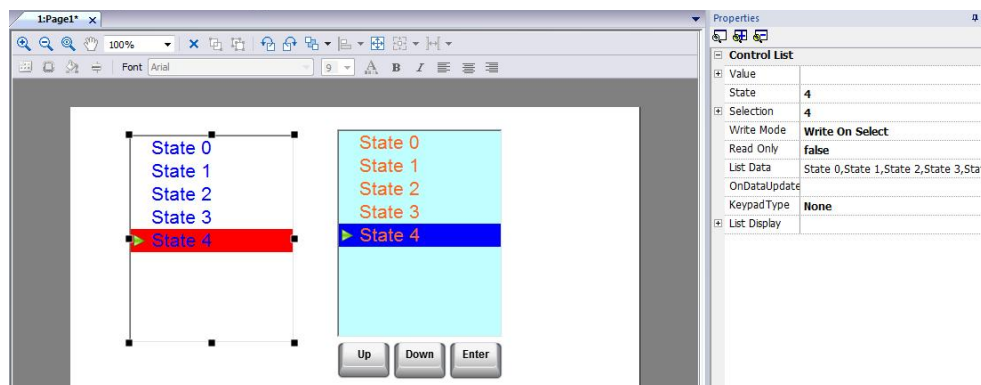 1:Page1* x
Properties
100%
Font Arial 9 A B I
Control List
Value
State 4
Selection 4
Write Mode Write On Select
Read Only false
List Data State 0,State 1,State 2,State 3,Sta
OnDataUpdate
KeypadType None
List Display
State 0
State 1
State 2
State 3
State 4
State 0
State 1
State 2
State 3
State 4
Up Down Enter